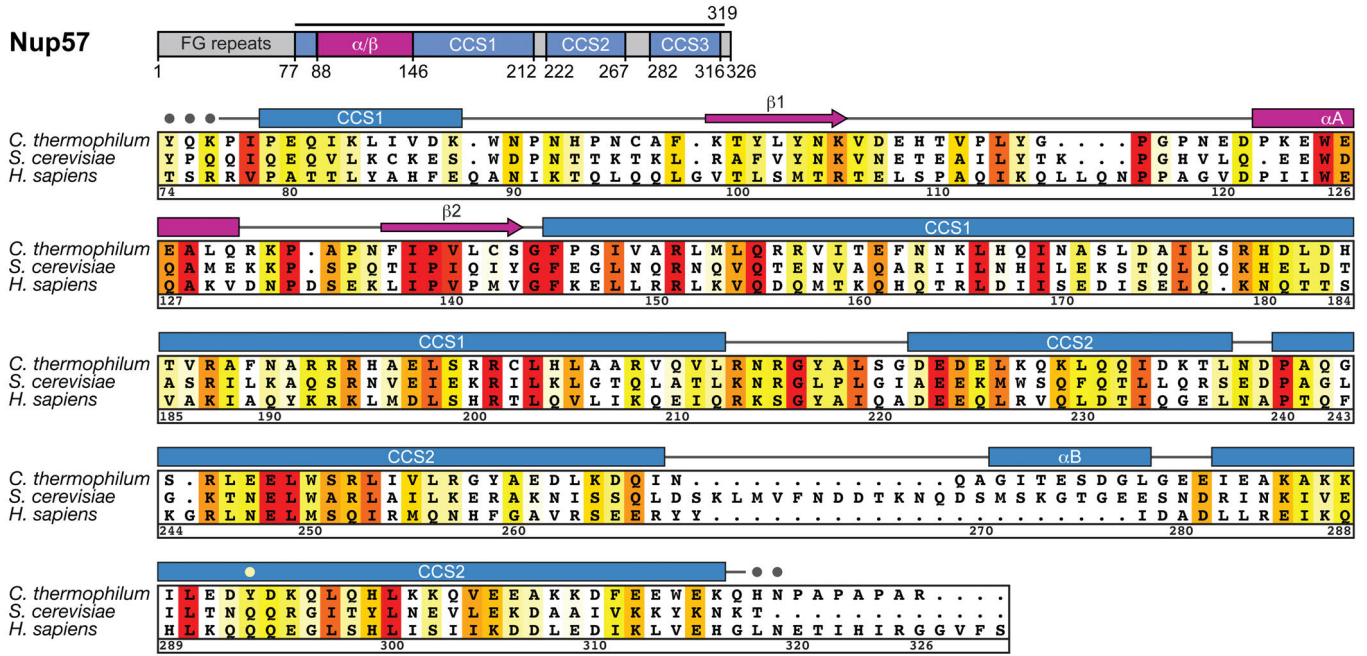 319
Nup57 FG repeats α/β CCS1 CCS2 CCS3
1 77 88 146 212 222 267 282 316 326
CCS1 β1 αA
C. thermophilum YQKPIPEQIKLIVDK.WNPNHPNCAF.KTYLYNKVDEHTVPLYG....PGPNEDPKEWE
S. cerevisiae YPQQIQEQVLKCKES.WDPNTTKTKL.RAFVYNKVNETEAILYTK...PGHVLQ.EEWD
H. sapiens TSRRVPATTLYAHFEQANIKTQLQQLGVTLSMTRTELSPAQIKQLLQNPPAGVDPIIWE
74 80 90 100 110 120 126
β2 CCS1
C. thermophilum EALQRKP.APNFIPVLCSGFPSIVARLMLQRRVITEFNNKLHQINASLDAILSRHDLDH
S. cerevisiae QAMEKKP.SPQTIPIQIYGFEGLNQRNQVQTENVAQARIILNHILEKSTQLQQKHELDT
H. sapiens QAKVDNPDSEKLIPVPMVGFKELLRRLKVQDQMTKQHQTRLDIISEDISELQ.KNQTTS
127 140 150 160 170 180 184
CCS1 CCS2
C. thermophilum TVRAFNARRRHAELSRRCLHLAARVQVLRNRGYALSGDEDELKQKLQQIDKTLNDPAQG
S. cerevisiae ASRILKAQSRNVEIEKRILKLGTQLATLKNRGLPLGIAEEKMWSQFQTLLQRSEDPAGL
H. sapiens VAKIAQYKRKLMDLSHRTLQVLIKQEIQRKSGYAIQADEEQLRVQLDTIQGELNAPTQF
185 190 200 210 220 230 240 243
CCS2 αB
C. thermophilum S.RLEELWSRLIVLRGYAEDLKDQIN.............QAGITESDGLGEEIEAKAKK
S. cerevisiae G.KTNELWARLAILKERAKNISSQLDSKLMVFNDDTKNQDSMSKGTGEESNDRINKIVE
H. sapiens KGRLNELMSQIRMQNHFGAVRSEERYY.....................IDADLLREIKQ
244 250 260 270 280 288
CCS2
C. thermophilum ILEDYDKQLQHLKKQVEEAKKDFEEWEKQHNPAPAPAR....
S. cerevisiae ILTNQQRGITYLNEVLEKDAAIVKKYKNKT............
H. sapiens HLKQQQEGLSHLISIIKDDLEDIKLVEHGLNETIHIRGGVFS
289 300 310 320 326